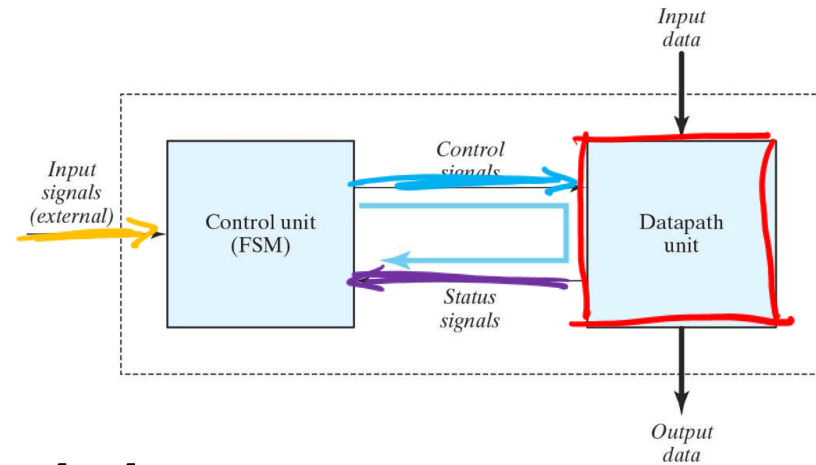 Input
data
Control
signals
Input
signals
(external)
Control unit
(FSM)
Datapath
unit
Status
signals
Output
data